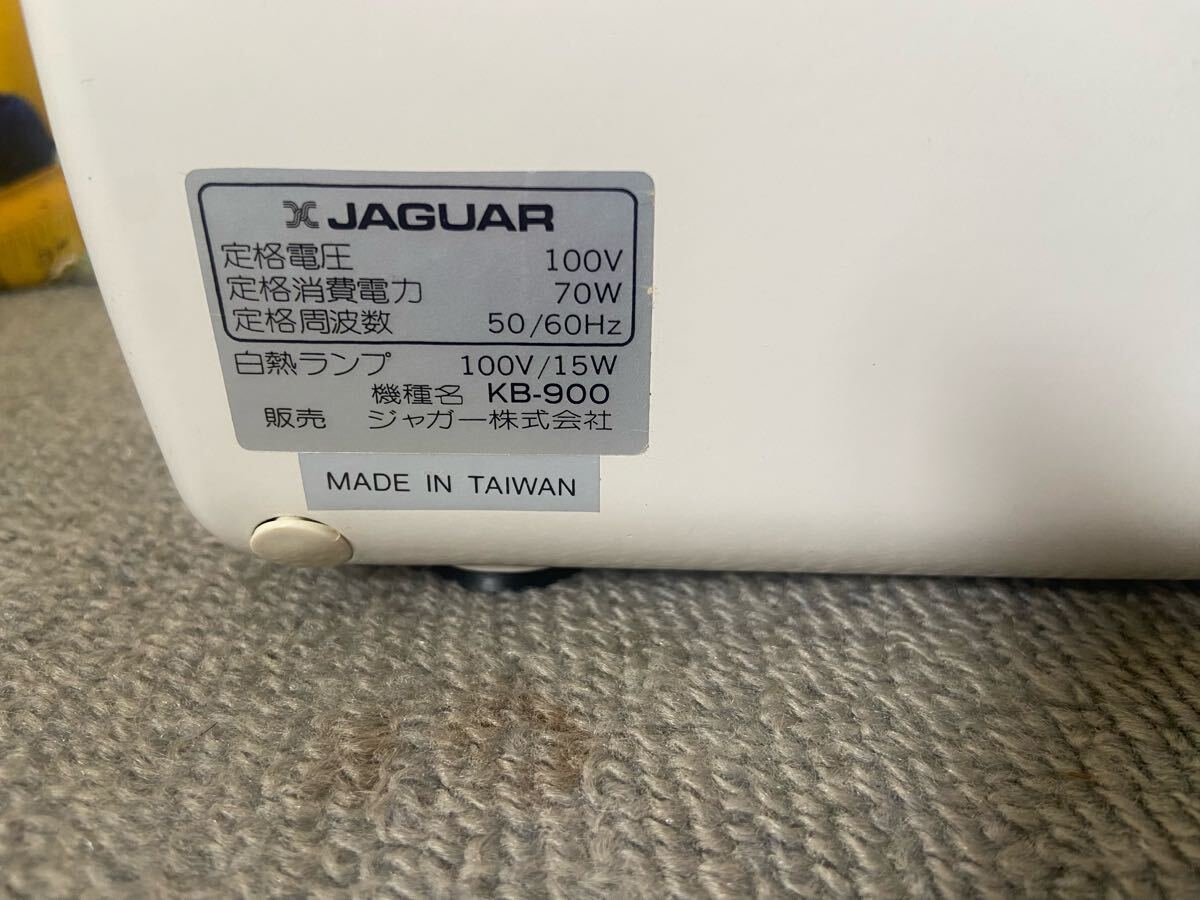 JAGUAR
定格電圧 100V
定格消費電力 70W
定格周波数 50/60Hz
白熱ランプ 100V/15W
機種名 KB-900
販売 ジャガー株式会社
MADE IN TAIWAN